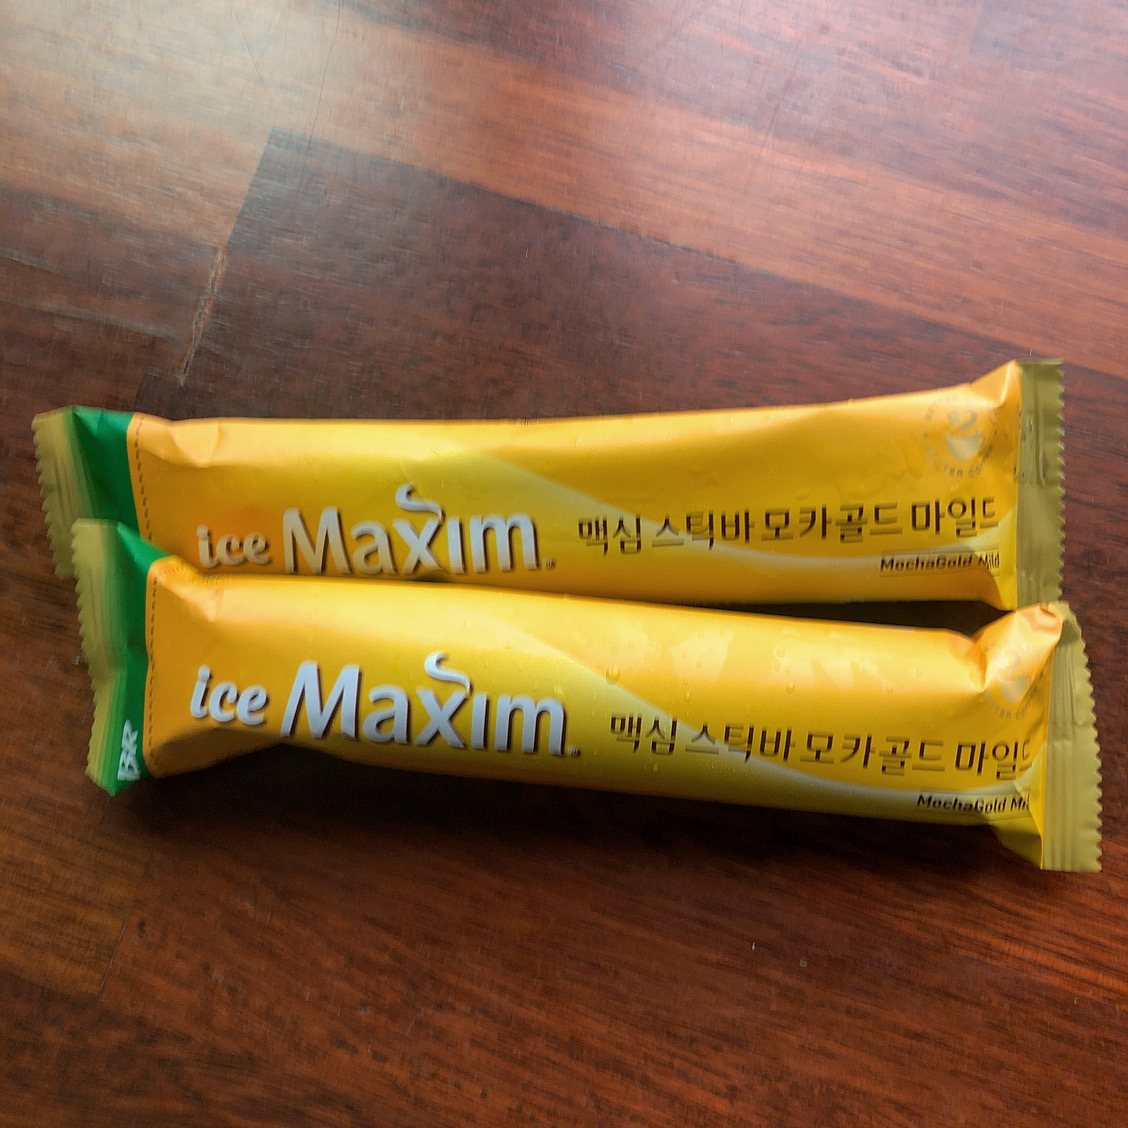 ice Maxim
맥심 스틱바 모카골드 마일드
MochaGold Mild
ice Maxim
맥심 스틱바 모카골드 마일드
MochaGold Mi
BR